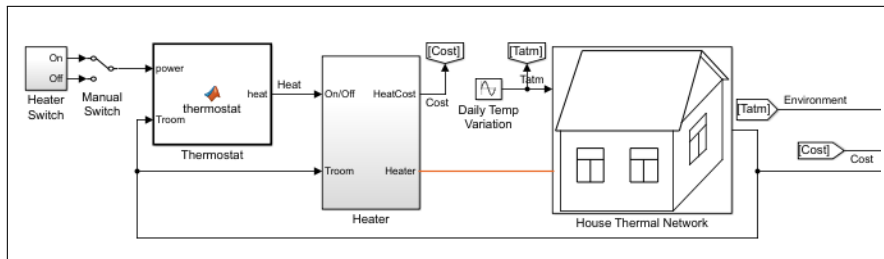 On
Off
Heater
Switch
Manual
Switch
power
thermostat
heat
Troom
Thermostat
Heat
On/Off
HeatCost
Troom
Heater
Heater
[Cost]
Cost
[Tatm]
Tatm
Daily Temp
Variation
House Thermal Network
[Tatm]
Environment
[Cost]
Cost